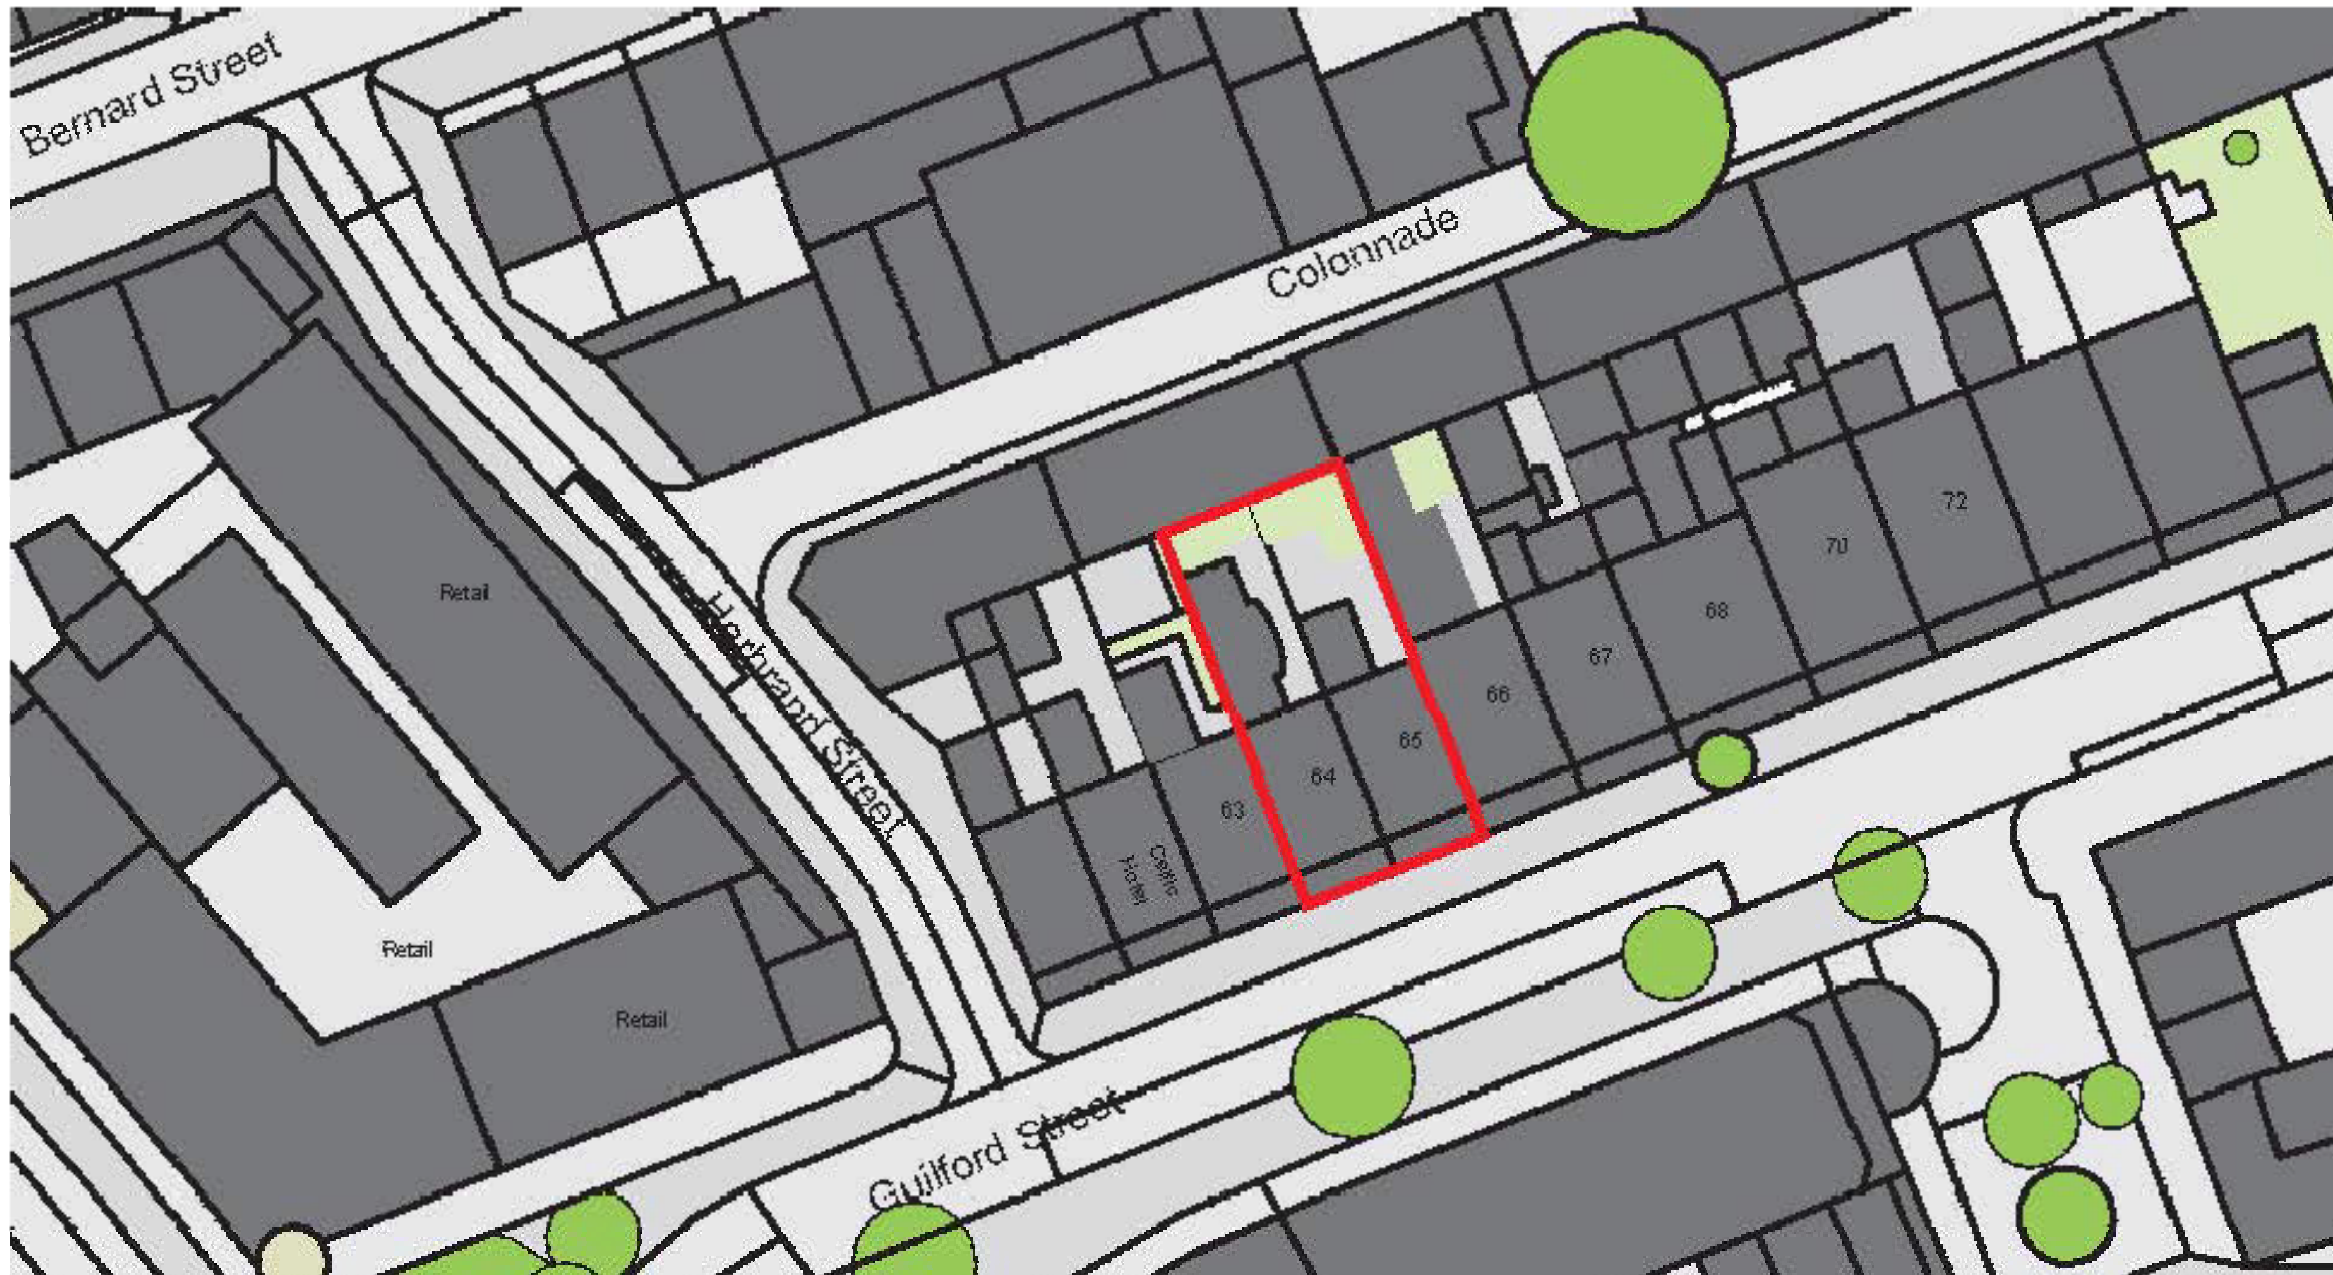 Bernard Street
Colonnade
Herbrand Street
Retail
72
70
68
67
66
65
64
63
Celtic
Hotel
Retail
Retail
Guilford Street